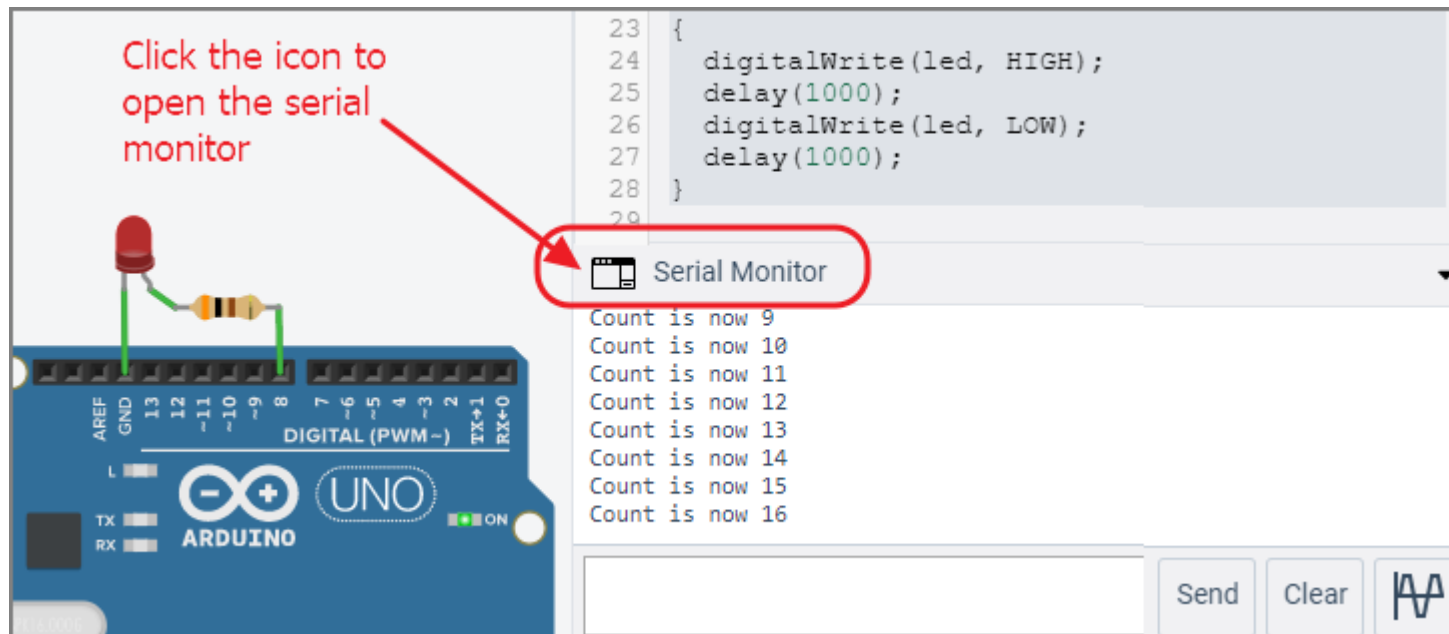 Click the icon to
open the serial
monitor
23 {
24 digitalWrite(led, HIGH);
25 delay(1000);
26 digitalWrite(led, LOW);
27 delay(1000);
28 }
29
Serial Monitor
Count is now 9
Count is now 10
Count is now 11
Count is now 12
Count is now 13
Count is now 14
Count is now 15
Count is now 16
Send
Clear
AREF
GND
13
12
~11
~10
~9
8
7
~6
~5
4
~3
2
TX→1
RX←0
DIGITAL (PWM~)
L
TX
RX
ARDUINO
UNO
ON